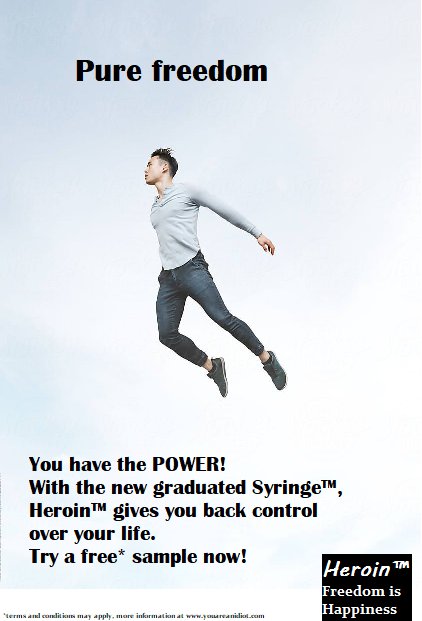 Pure freedom
You have the POWER!
With the new graduated Syringe™,
Heroin™ gives you back control
over your life.
Try a free* sample now!
Heroin™
Freedom is
Happiness
*terms and conditions may apply, more information at www.youareanidiot.com